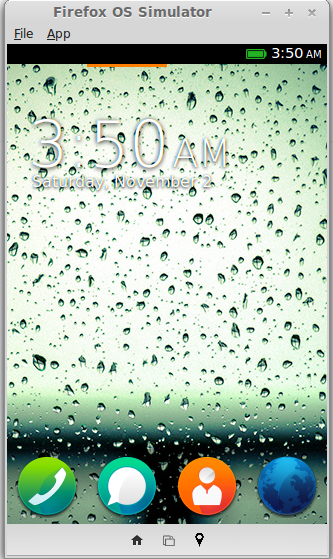 Firefox OS Simulator
File App
3:50 AM
3:50 AM
Saturday, November 2